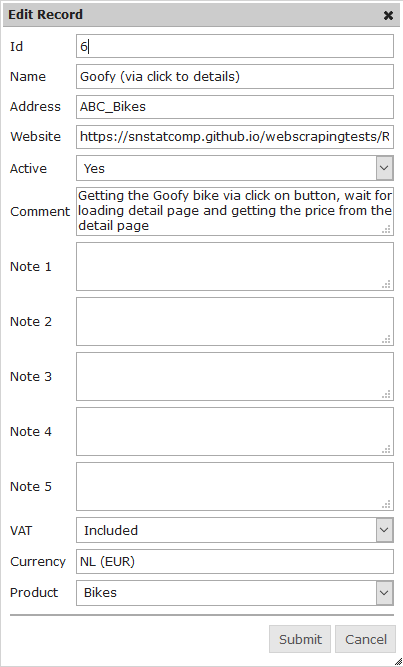 Edit Record
Id 6
Name Goofy (via click to details)
Address ABC_Bikes
Website https://snstatcomp.github.io/webscrapingtests/R
Active Yes
Comment Getting the Goofy bike via click on button, wait for
loading detail page and getting the price from the
detail page
Note 1
Note 2
Note 3
Note 4
Note 5
VAT Included
Currency NL (EUR)
Product Bikes
Submit Cancel